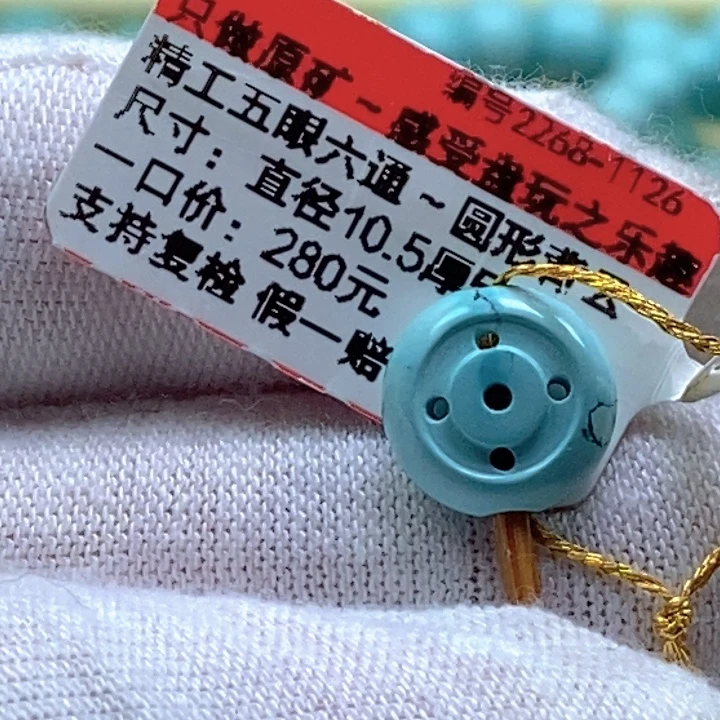 编号2268-1126
只做原矿~感受盘玩之乐趣
精工五眼六通~圆形
尺寸：直径10.5厚
一口价：280元
支持复检 假一赔